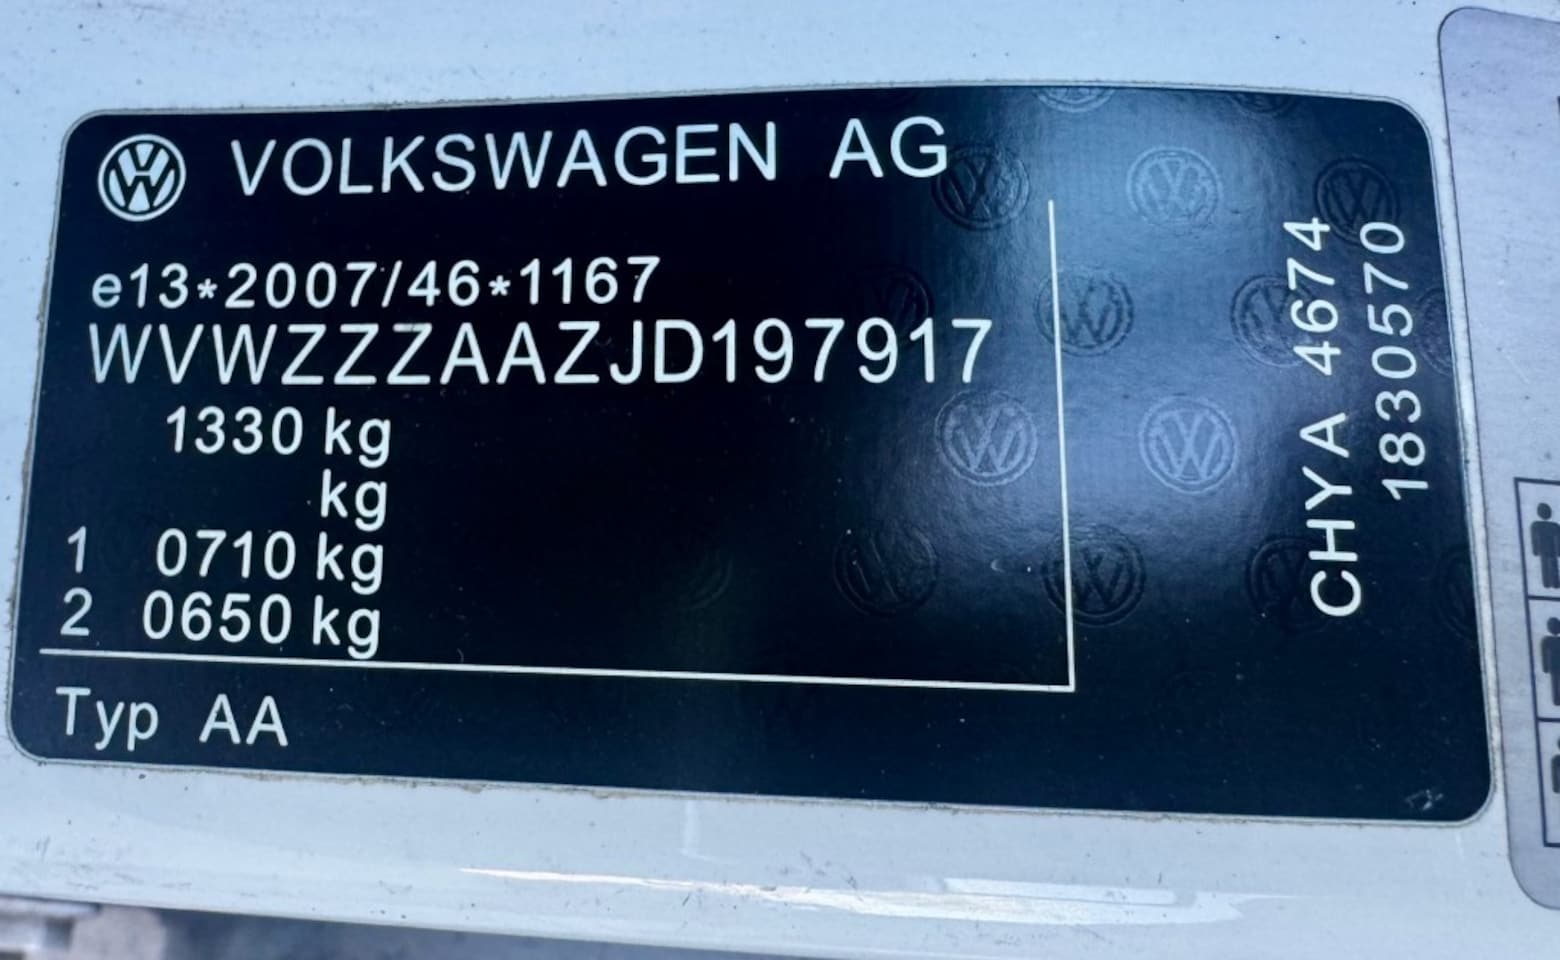 VOLKSWAGEN AG
e13*2007/46*1167
WVWZZZAAZJD197917
1330 kg
kg
1 0710 kg
2 0650 kg
Typ AA
CHYA 4674
1830570